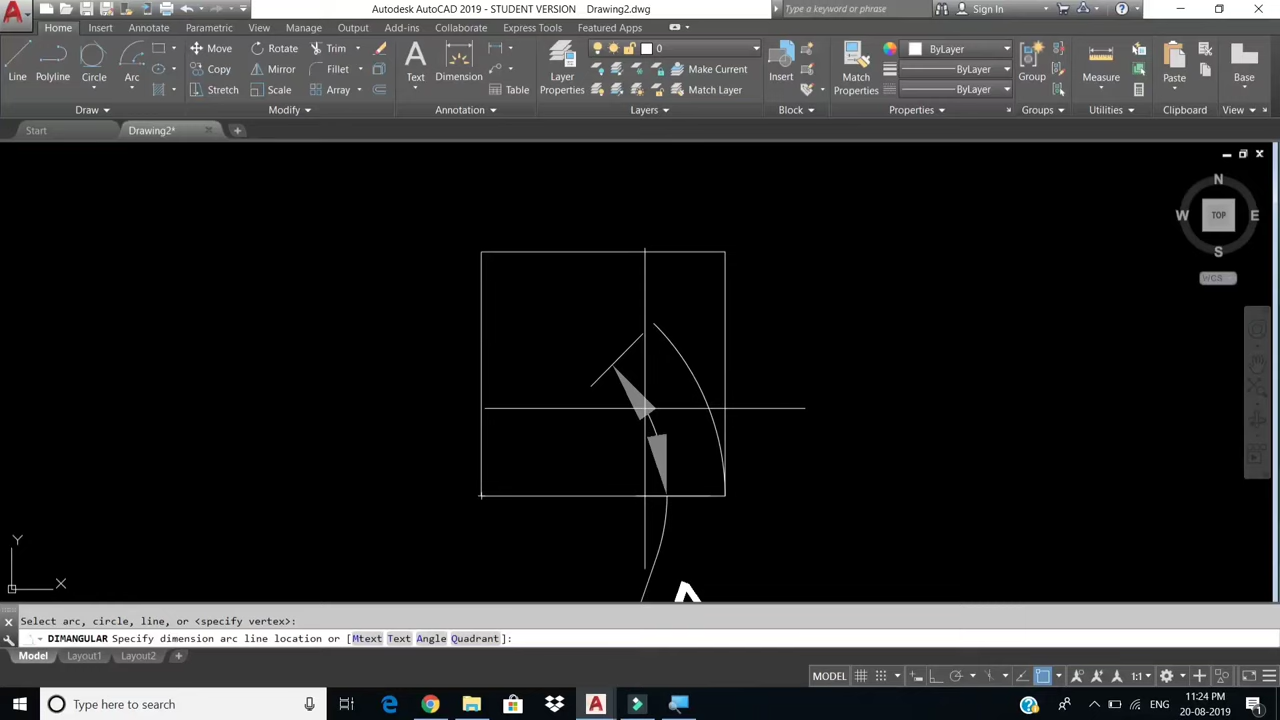 Autodesk AutoCAD 2019 - STUDENT VERSION Drawing2.dwg
Type a keyword or phrase
Sign In
Home Insert Annotate Parametric View Manage Output Add-ins Collaborate Express Tools Featured Apps
Move Rotate Trim
0
ByLayer
Line Polyline Circle Arc
Copy Mirror Fillet
Text Dimension
Layer Properties
Make Current
Insert
Match Properties
ByLayer
Group
Measure
Paste
Base
Stretch Scale Array
Table
Match Layer
ByLayer
Draw Modify Annotation Layers Block Properties Groups Utilities Clipboard View
Start Drawing2*
N
W TOP E
S
WCS
Y
X
Select arc, circle, line, or <specify vertex>:
DIMANGULAR Specify dimension arc line location or [Mtext Text Angle Quadrant]:
Model Layout1 Layout2
MODEL 1:1
Type here to search
ENG
11:24 PM
20-08-2019
1